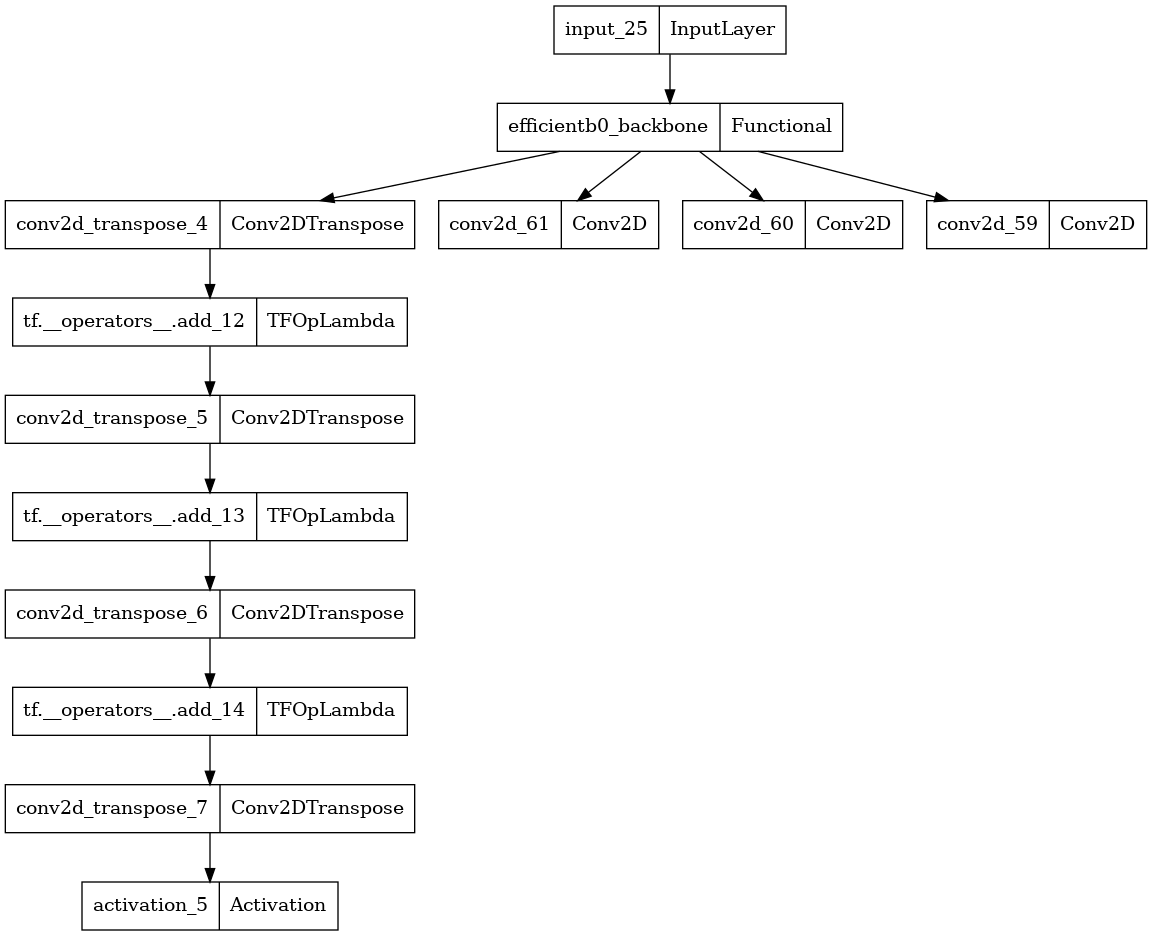 input_25 InputLayer
efficientb0_backbone Functional
conv2d_transpose_4 Conv2DTranspose conv2d_61 Conv2D conv2d_60 Conv2D conv2d_59 Conv2D
tf.__operators__.add_12 TFOpLambda
conv2d_transpose_5 Conv2DTranspose
tf.__operators__.add_13 TFOpLambda
conv2d_transpose_6 Conv2DTranspose
tf.__operators__.add_14 TFOpLambda
conv2d_transpose_7 Conv2DTranspose
activation_5 Activation